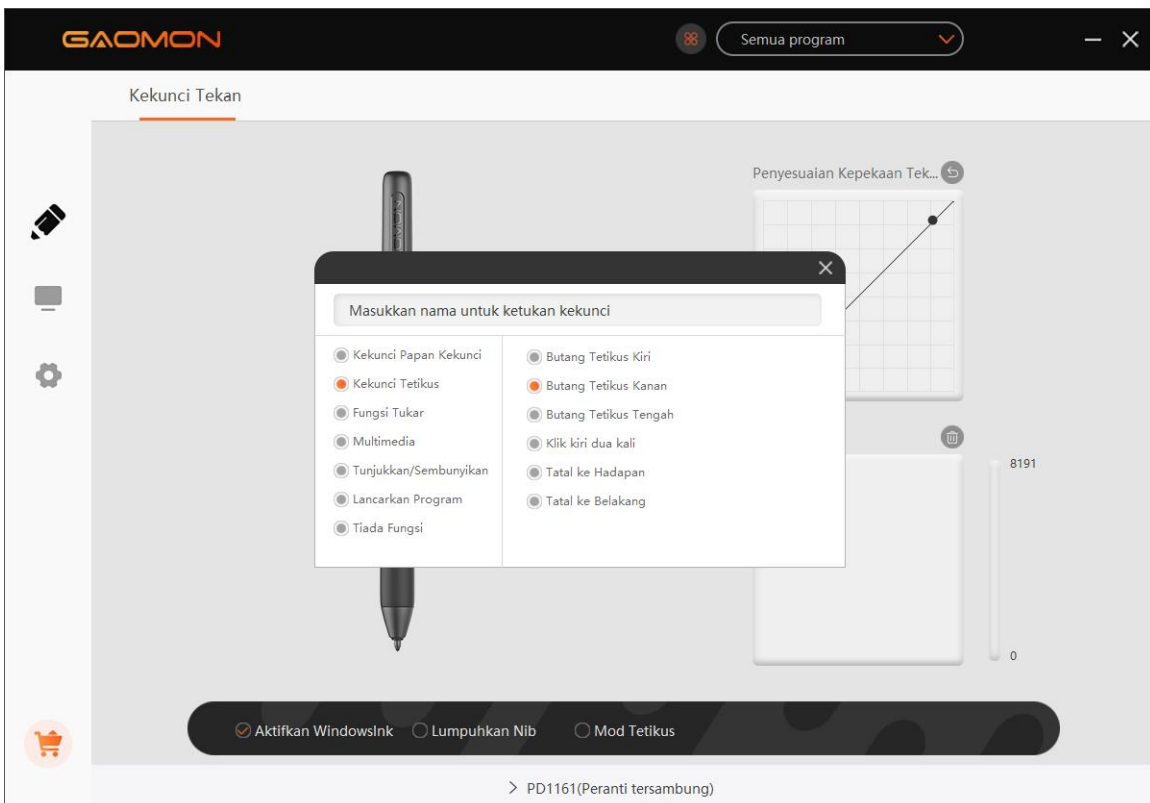 GAOMON
Semua program
Kekunci Tekan
Penyesuaian Kepekaan Tek...
Masukkan nama untuk ketukan kekunci
Kekunci Papan Kekunci
Kekunci Tetikus
Fungsi Tukar
Multimedia
Tunjukkan/Sembunyikan
Lancarkan Program
Tiada Fungsi
Butang Tetikus Kiri
Butang Tetikus Kanan
Butang Tetikus Tengah
Klik kiri dua kali
Tatal ke Hadapan
Tatal ke Belakang
8191
0
Aktifkan WindowsInk
Lumpuhkan Nib
Mod Tetikus
PD1161(Peranti tersambung)